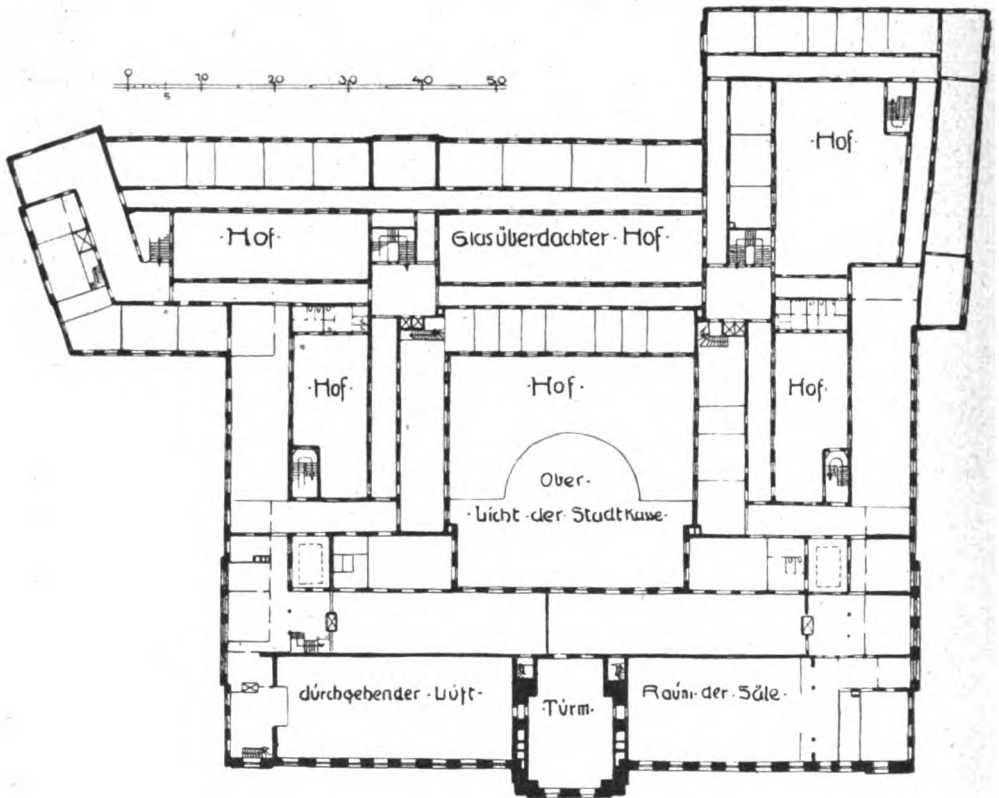 0 10 20 30 40 50
5
·Hof·
·Hof·
Glasüberdachter·Hof·
·Hof·
·Hof·
·Hof·
Ober-
·Licht·der·Stadtkasse·
durchgehender·Luft-
·Turm·
Raum·der·Säle·